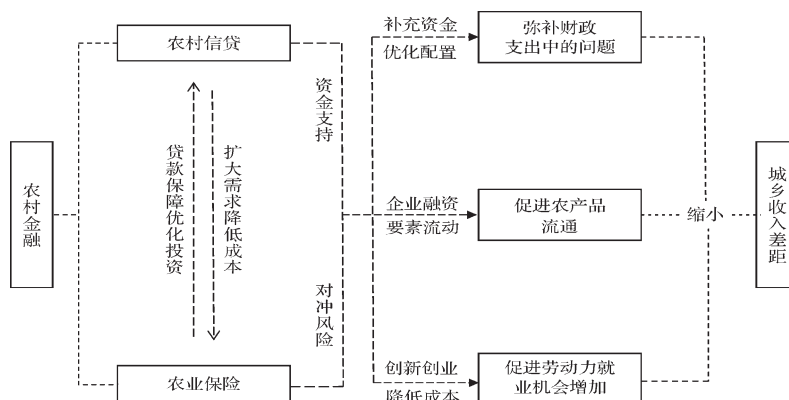 农村金融
农村信贷
贷款保障优化投资
扩大需求降低成本
农业保险
资金支持
对冲风险
补充资金
优化配置
弥补财政
支出中的问题
企业融资
要素流动
促进农产品
流通
创新创业
降低成本
促进劳动力就
业机会增加
缩小
城乡收入差距